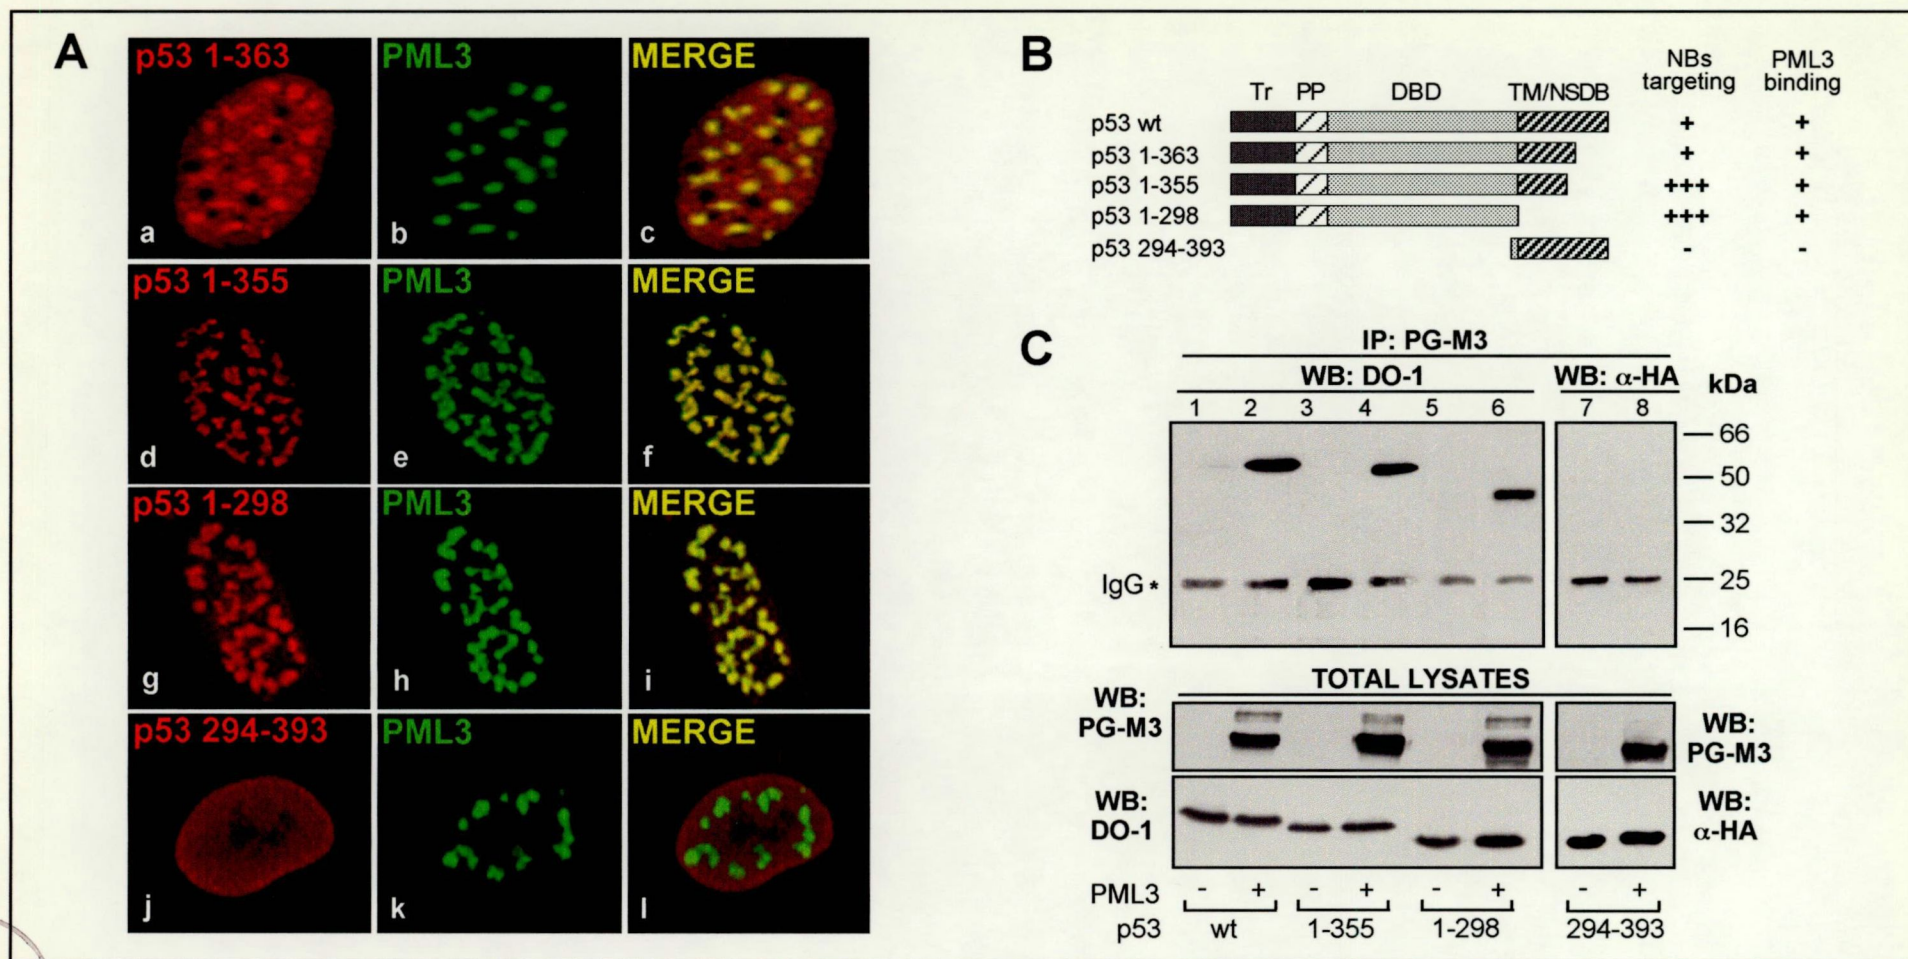 A
p53 1-363 PML3 MERGE
a b c
p53 1-355 PML3 MERGE
d e f
p53 1-298 PML3 MERGE
g h i
p53 294-393 PML3 MERGE
j k l
B
NBs targeting PML3 binding
Tr PP DBD TM/NSDB
p53 wt + +
p53 1-363 + +
p53 1-355 +++ +
p53 1-298 +++ +
p53 294-393 - -
C
IP: PG-M3
WB: DO-1 WB: α-HA kDa
1 2 3 4 5 6 7 8
66
50
32
IgG * 25
16
TOTAL LYSATES
WB: PG-M3 WB: PG-M3
WB: DO-1 WB: α-HA
PML3 - + - + - + - +
p53 wt 1-355 1-298 294-393